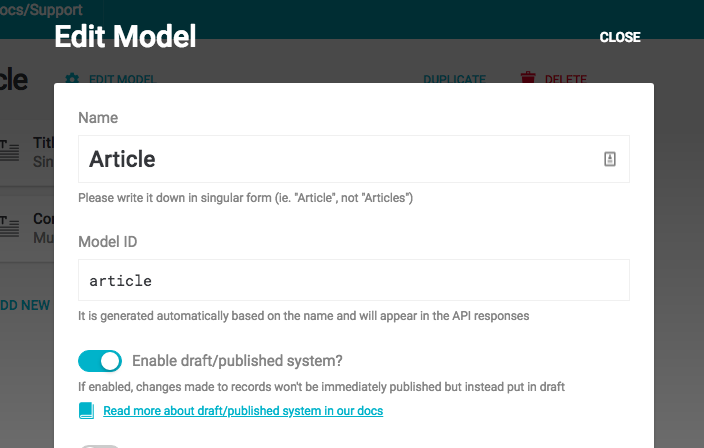 ocs/Support
Edit Model
CLOSE
cle
EDIT MODEL
DUPLICATE
DELETE
Name
Article
Please write it down in singular form (ie. "Article", not "Articles")
Model ID
article
It is generated automatically based on the name and will appear in the API responses
Enable draft/published system?
If enabled, changes made to records won't be immediately published but instead put in draft
Read more about draft/published system in our docs
Titl
Sin
Con
Mu
DD NEW